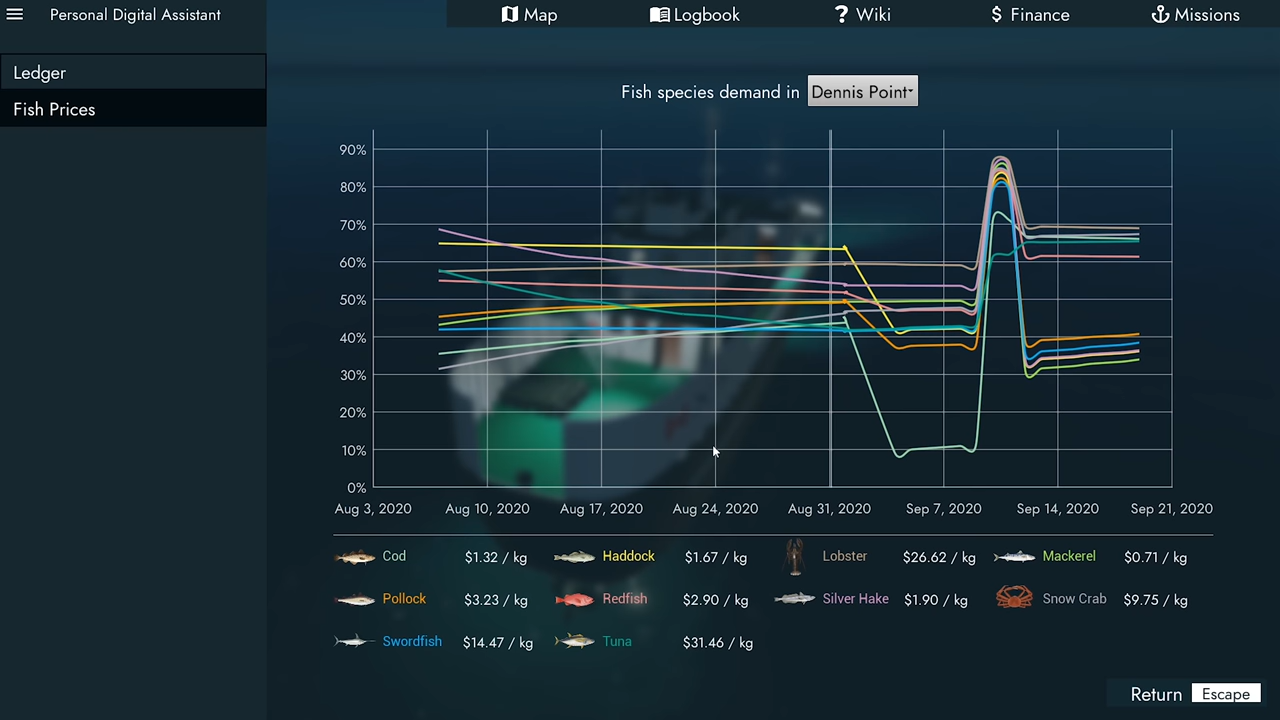 Personal Digital Assistant
Map
Logbook
? Wiki
$ Finance
Missions
Ledger
Fish Prices
Fish species demand in Dennis Point
90%
80%
70%
60%
50%
40%
30%
20%
10%
0%
Aug 3, 2020 Aug 10, 2020 Aug 17, 2020 Aug 24, 2020 Aug 31, 2020 Sep 7, 2020 Sep 14, 2020 Sep 21, 2020
Cod $1.32 / kg Haddock $1.67 / kg Lobster $26.62 / kg Mackerel $0.71 / kg
Pollock $3.23 / kg Redfish $2.90 / kg Silver Hake $1.90 / kg Snow Crab $9.75 / kg
Swordfish $14.47 / kg Tuna $31.46 / kg
Return Escape